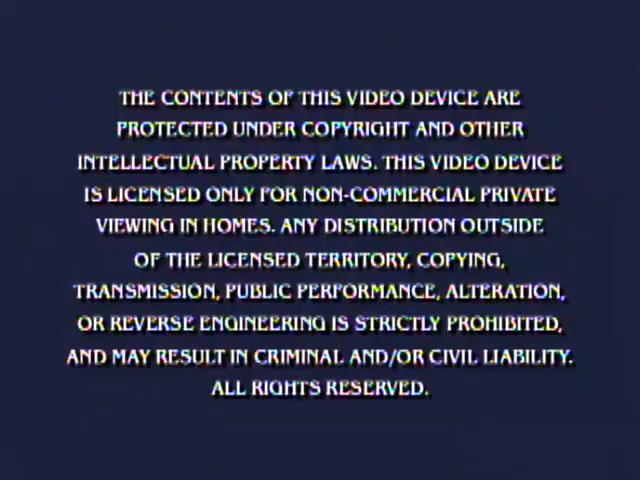 THE CONTENTS OF THIS VIDEO DEVICE ARE
PROTECTED UNDER COPYRIGHT AND OTHER
INTELLECTUAL PROPERTY LAWS. THIS VIDEO DEVICE
IS LICENSED ONLY FOR NON-COMMERCIAL PRIVATE
VIEWING IN HOMES. ANY DISTRIBUTION OUTSIDE
OF THE LICENSED TERRITORY, COPYING,
TRANSMISSION, PUBLIC PERFORMANCE, ALTERATION,
OR REVERSE ENGINEERING IS STRICTLY PROHIBITED,
AND MAY RESULT IN CRIMINAL AND/OR CIVIL LIABILITY.
ALL RIGHTS RESERVED.